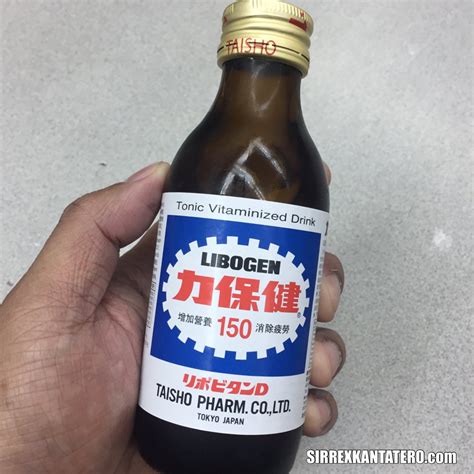 TAISHO
Tonic Vitaminized Drink
LIBOGEN
力保健®
增加營養 150 消除疲勞
リポビタンD
TAISHO PHARM. CO., LTD.
TOKYO JAPAN
SIRREXKANTATERO.com